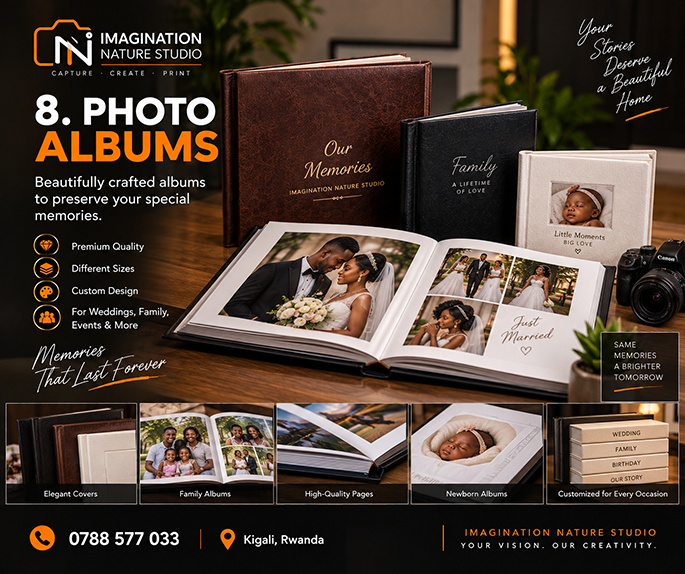 IMAGINATION
NATURE STUDIO
CAPTURE · CREATE · PRINT
Your
Stories
Deserve
a Beautiful
Home
8. PHOTO
ALBUMS
Beautifully crafted albums
to preserve your special
memories.
Premium Quality
Different Sizes
Custom Design
For Weddings, Family,
Events & More
Memories
That Last Forever
Our
Memories
IMAGINATION NATURE STUDIO
Family
A LIFETIME
OF LOVE
Little Moments
BIG LOVE
Canon
Just
Married
SAME
MEMORIES
A BRIGHTER
TOMORROW
Elegant Covers
Family Albums
High-Quality Pages
Newborn Albums
WEDDING
FAMILY
BIRTHDAY
OUR STORY
Customized for Every Occasion
0788 577 033
Kigali, Rwanda
IMAGINATION NATURE STUDIO
YOUR VISION. OUR CREATIVITY.